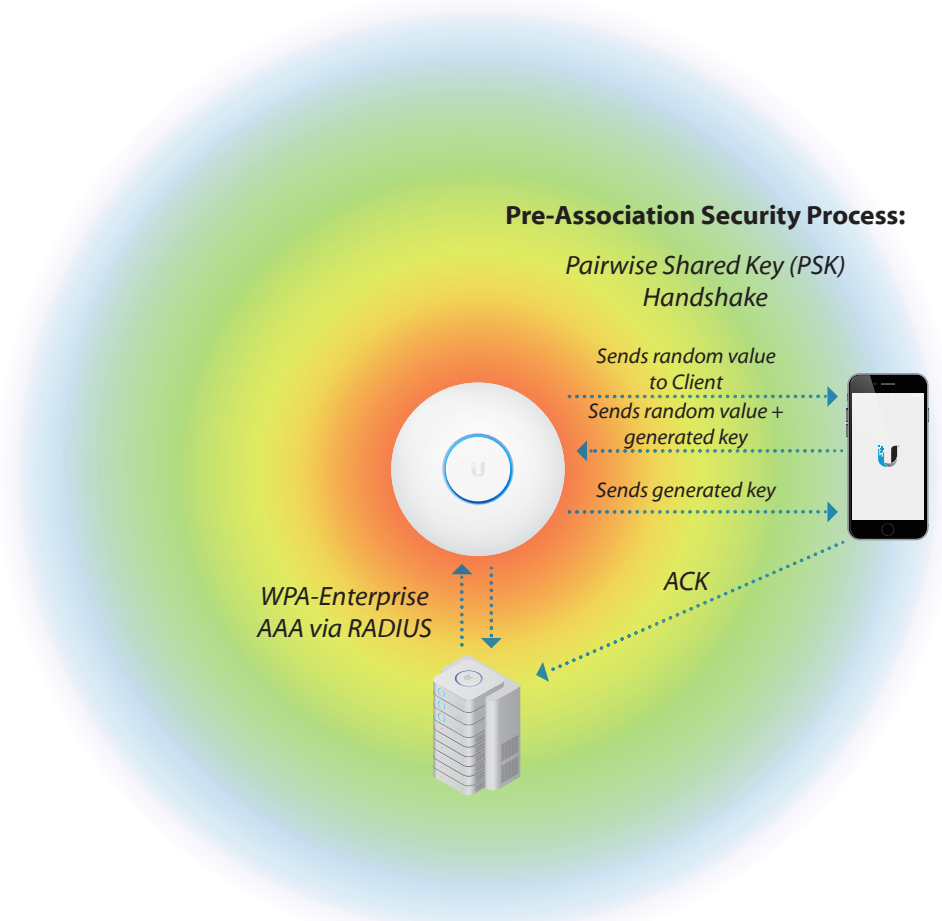 Pre-Association Security Process:
Pairwise Shared Key (PSK)
Handshake
Sends random value
to Client
Sends random value +
generated key
Sends generated key
WPA-Enterprise
AAA via RADIUS
ACK